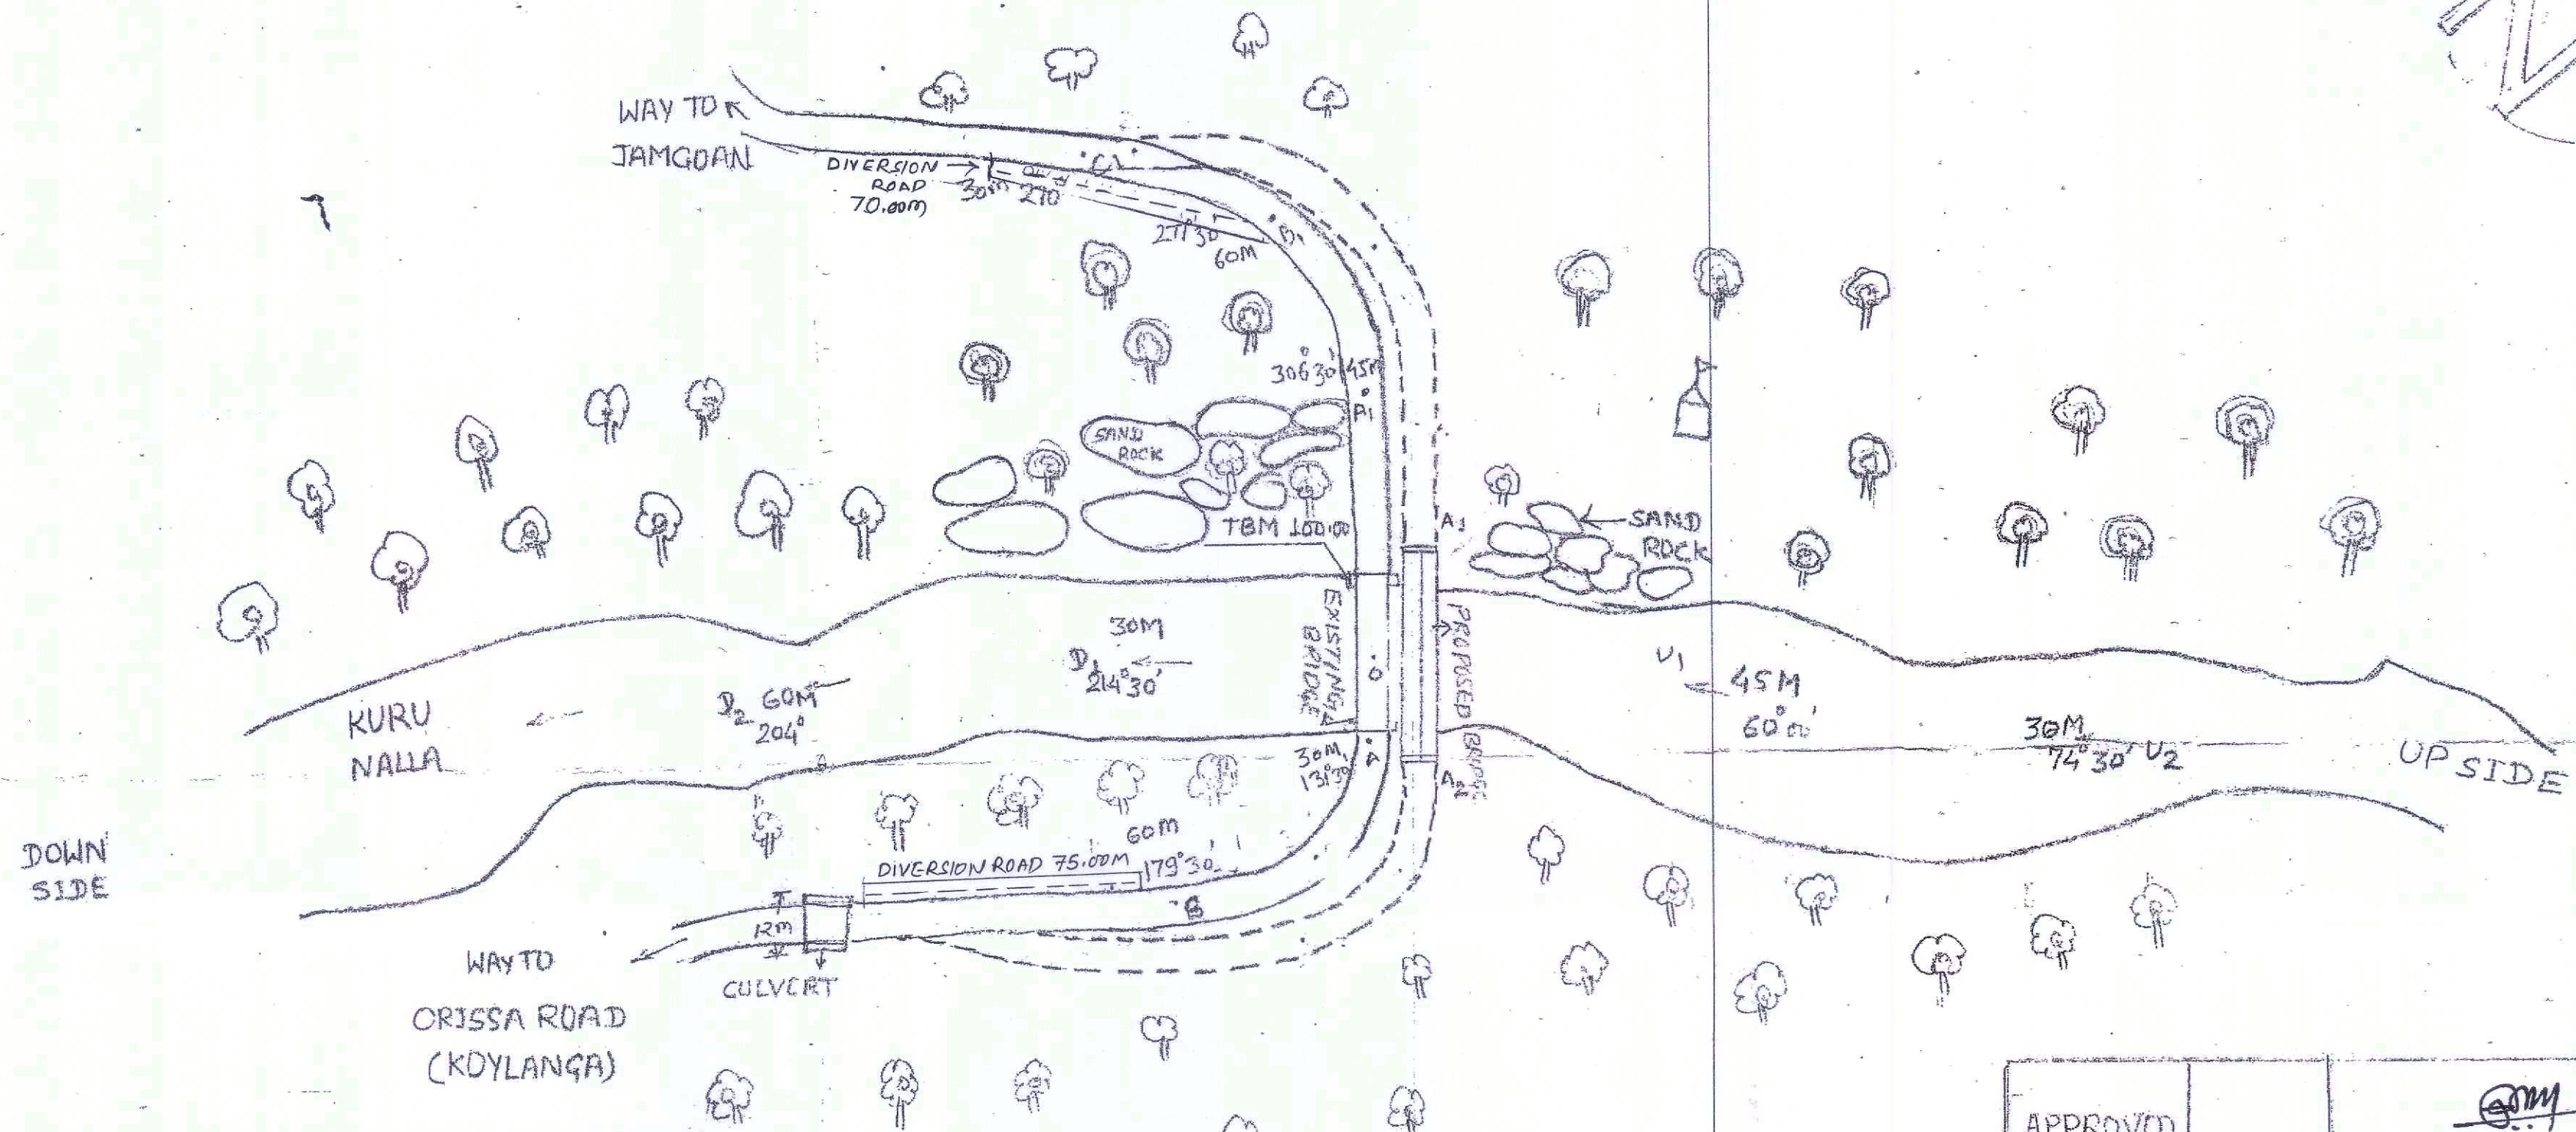 WAY TO
JAMGOAN
DIVERSION
ROAD
70.00M
30M 270
C1
271°30'
60M
B1
306°30' 45M
A1
SAND
ROCK
TBM 100.00
A1
SAND
ROCK
EXISTING
BRIDGE
PROPOSED BRIDGE
30M
D1
214°30'
D2 60M
204°
KURU
NALLA
O
U1
45M
60°00'
30M
74°30' U2
UP SIDE
30M
131°30'
A
A2
60M
179°30'
DIVERSION ROAD 75.00M
B
DOWN
SIDE
12M
CULVERT
WAY TO
ORISSA ROAD
(KOYLANGA)
APPROVED